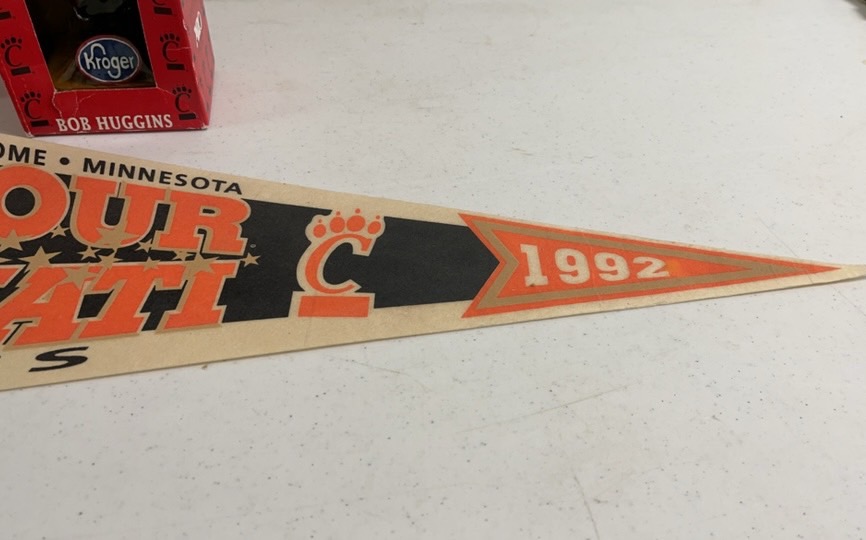 Kroger
BOB HUGGINS
OME • MINNESOTA
OUR
ATI
S
C
1992